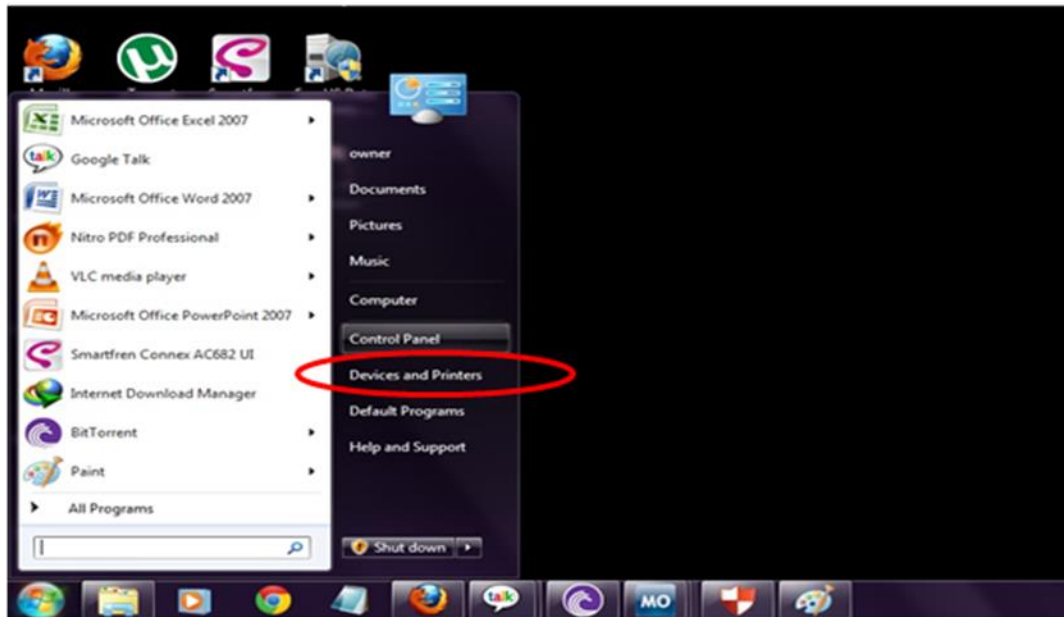 Microsoft Office Excel 2007
Google Talk
Microsoft Office Word 2007
Nitro PDF Professional
VLC media player
Microsoft Office PowerPoint 2007
Smartfren Connex AC682 UI
Internet Download Manager
BitTorrent
Paint
All Programs
owner
Documents
Pictures
Music
Computer
Control Panel
Devices and Printers
Default Programs
Help and Support
Shut down
talk
talk
MO